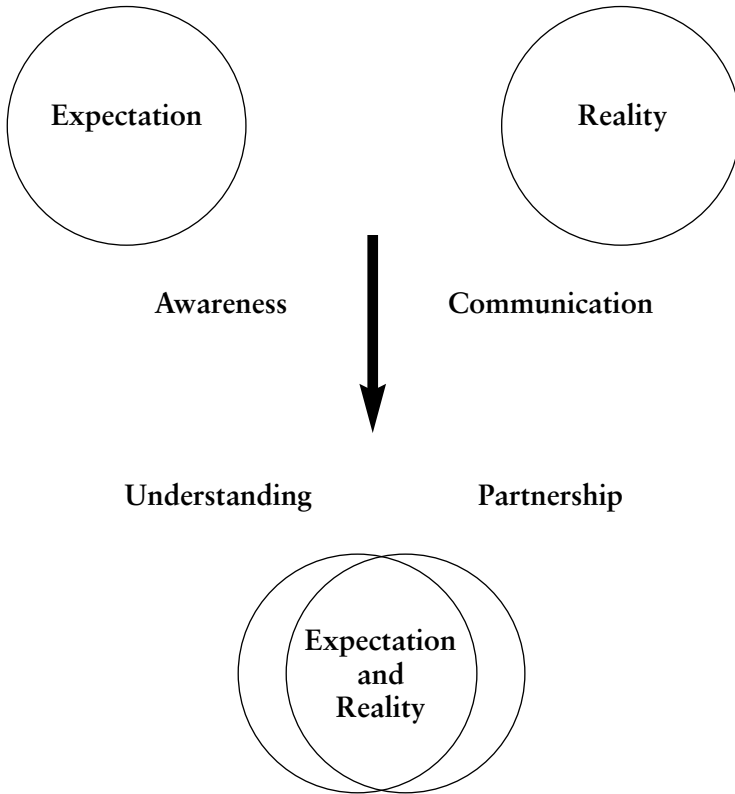 Expectation
Reality
Awareness
Communication
Understanding
Partnership
Expectation
and
Reality